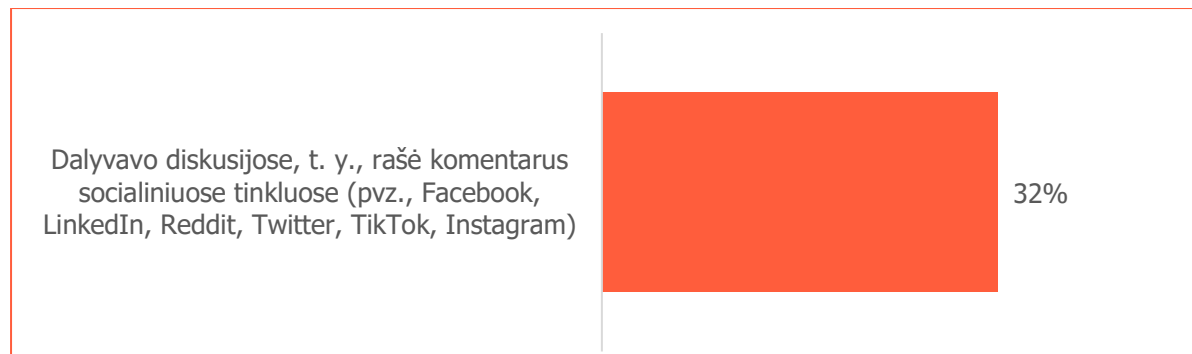 Dalyvavo diskusijose, t. y., rašė komentarus
socialiniuose tinkluose (pvz., Facebook,
LinkedIn, Reddit, Twitter, TikTok, Instagram)
32%